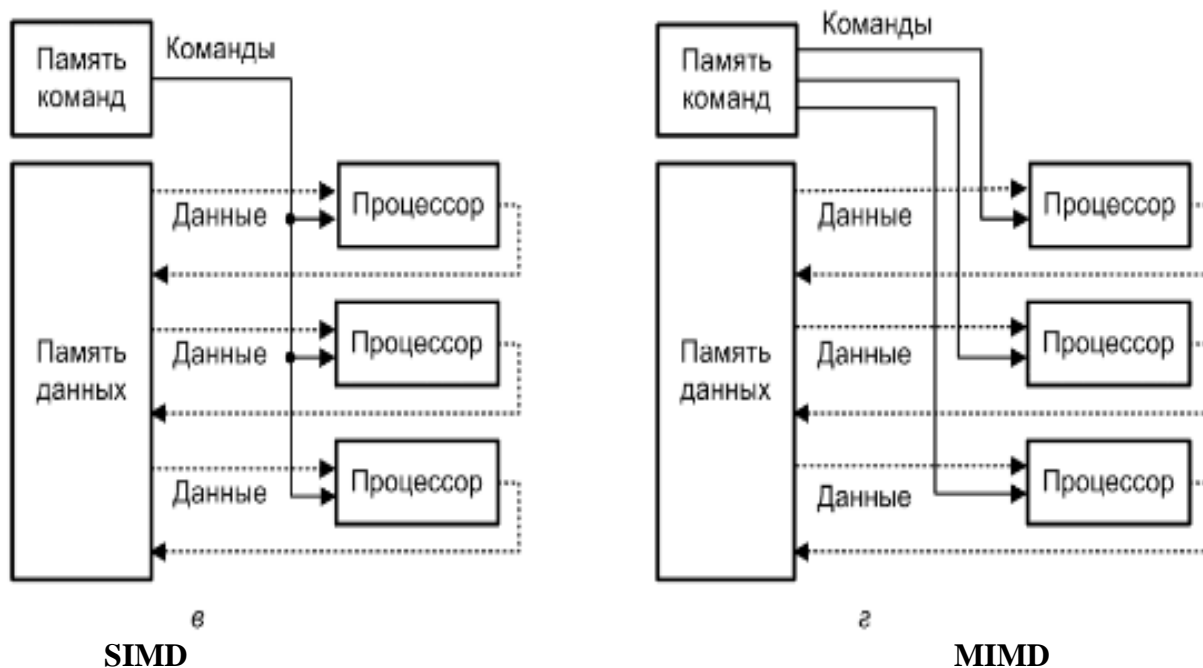 Память
команд
Команды
Процессор
Данные
Процессор
Память
данных
Данные
Процессор
Данные
в
SIMD
Память
команд
Команды
Процессор
Данные
Процессор
Память
данных
Данные
Процессор
Данные
г
MIMD